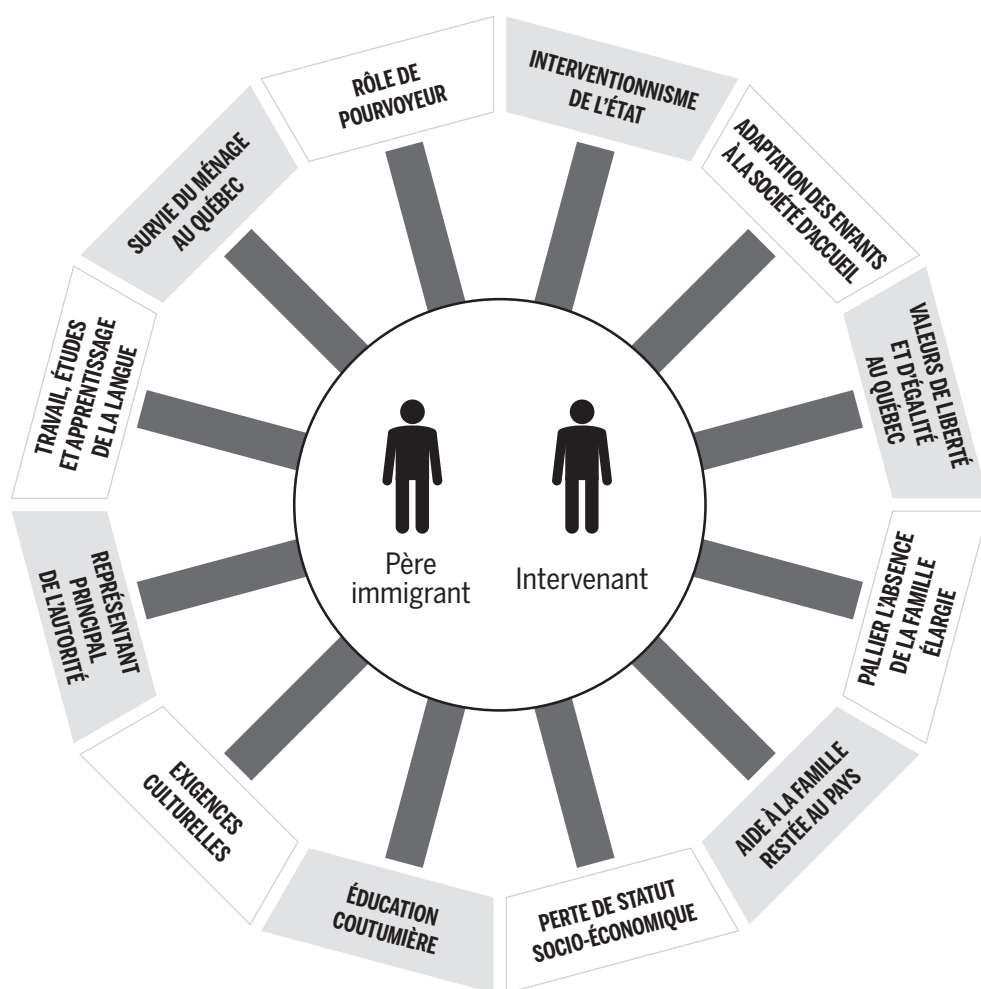 RÔLE DE
POURVOYEUR
INTERVENTIONNISME
DE L'ÉTAT
ADAPTATION DES ENFANTS
À LA SOCIÉTÉ D'ACCUEIL
VALEURS DE LIBERTÉ
ET D'ÉGALITÉ
AU QUÉBEC
PALLIER L'ABSENCE
DE LA FAMILLE
ÉLARGIE
AIDE À LA FAMILLE
RESTÉE AU PAYS
PERTE DE STATUT
SOCIO-ÉCONOMIQUE
ÉDUCATION
COUTUMIÈRE
EXIGENCES
CULTURELLES
REPRÉSENTANT
PRINCIPAL
DE L'AUTORITÉ
TRAVAIL, ÉTUDES
ET APPRENTISSAGE
DE LA LANGUE
SURVIE DU MÉNAGE
AU QUÉBEC
Père
immigrant
Intervenant